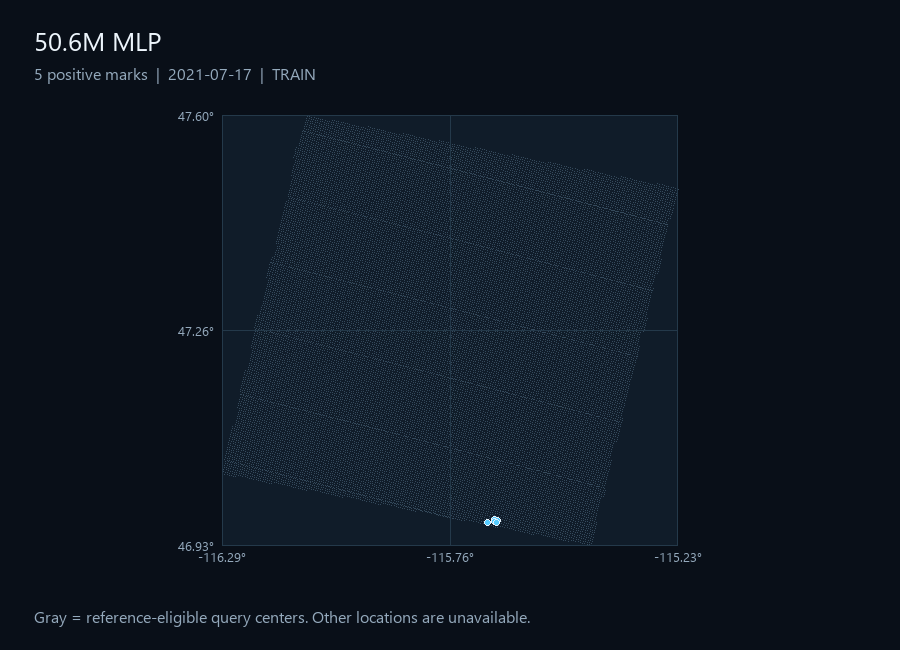 50.6M MLP
5 positive marks | 2021-07-17 | TRAIN
47.60°
47.26°
46.93°
-116.29°
-115.76°
-115.23°
Gray = reference-eligible query centers. Other locations are unavailable.